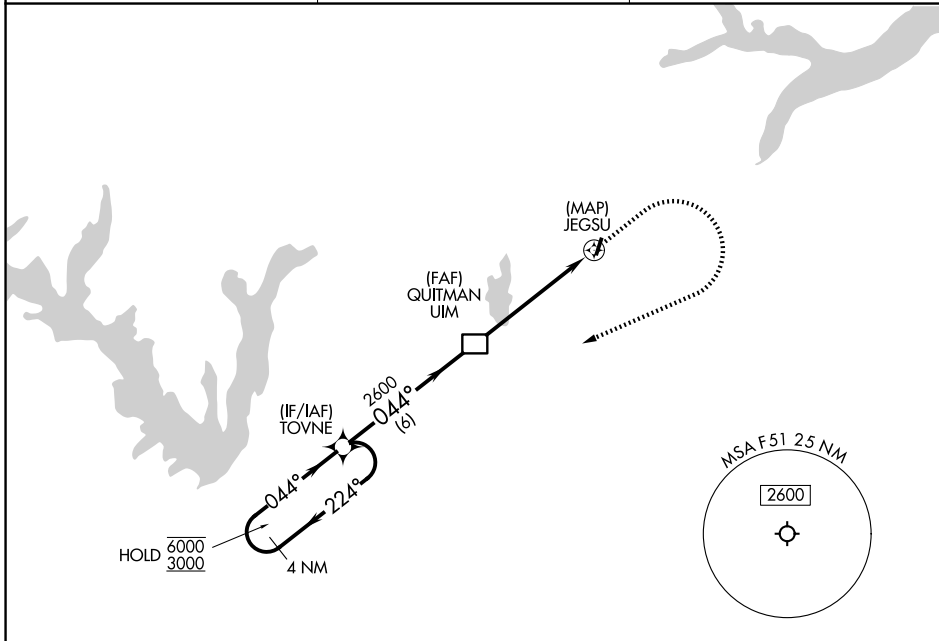 (MAP)
JEGSU
(FAF)
QUITMAN
UIM
2600
044°
(6)
(IF/IAF)
TOVNE
044°
224°
HOLD 6000
3000
4 NM
MSA F51 25 NM
2600